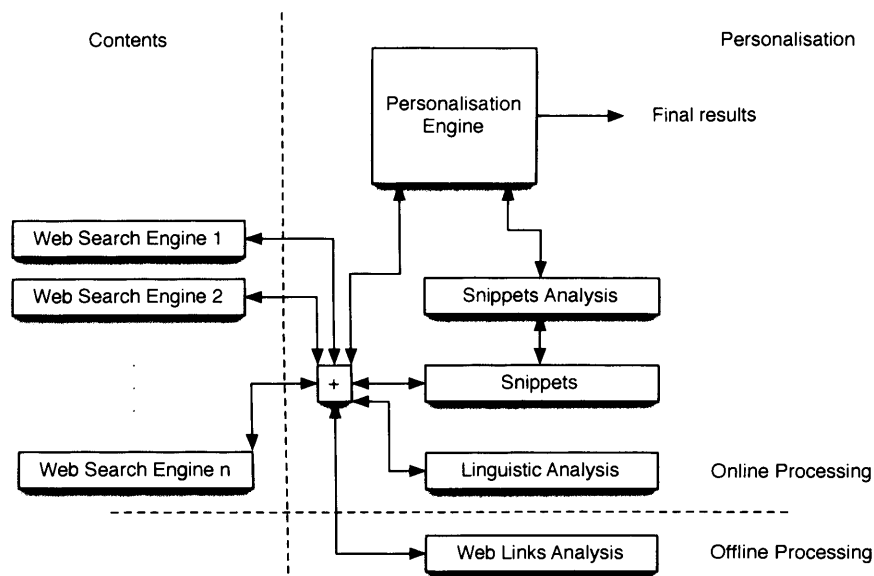 Contents
Personalisation
Personalisation
Engine
Final results
Web Search Engine 1
Web Search Engine 2
Snippets Analysis
+
Snippets
Web Search Engine n
Linguistic Analysis
Online Processing
Web Links Analysis
Offline Processing